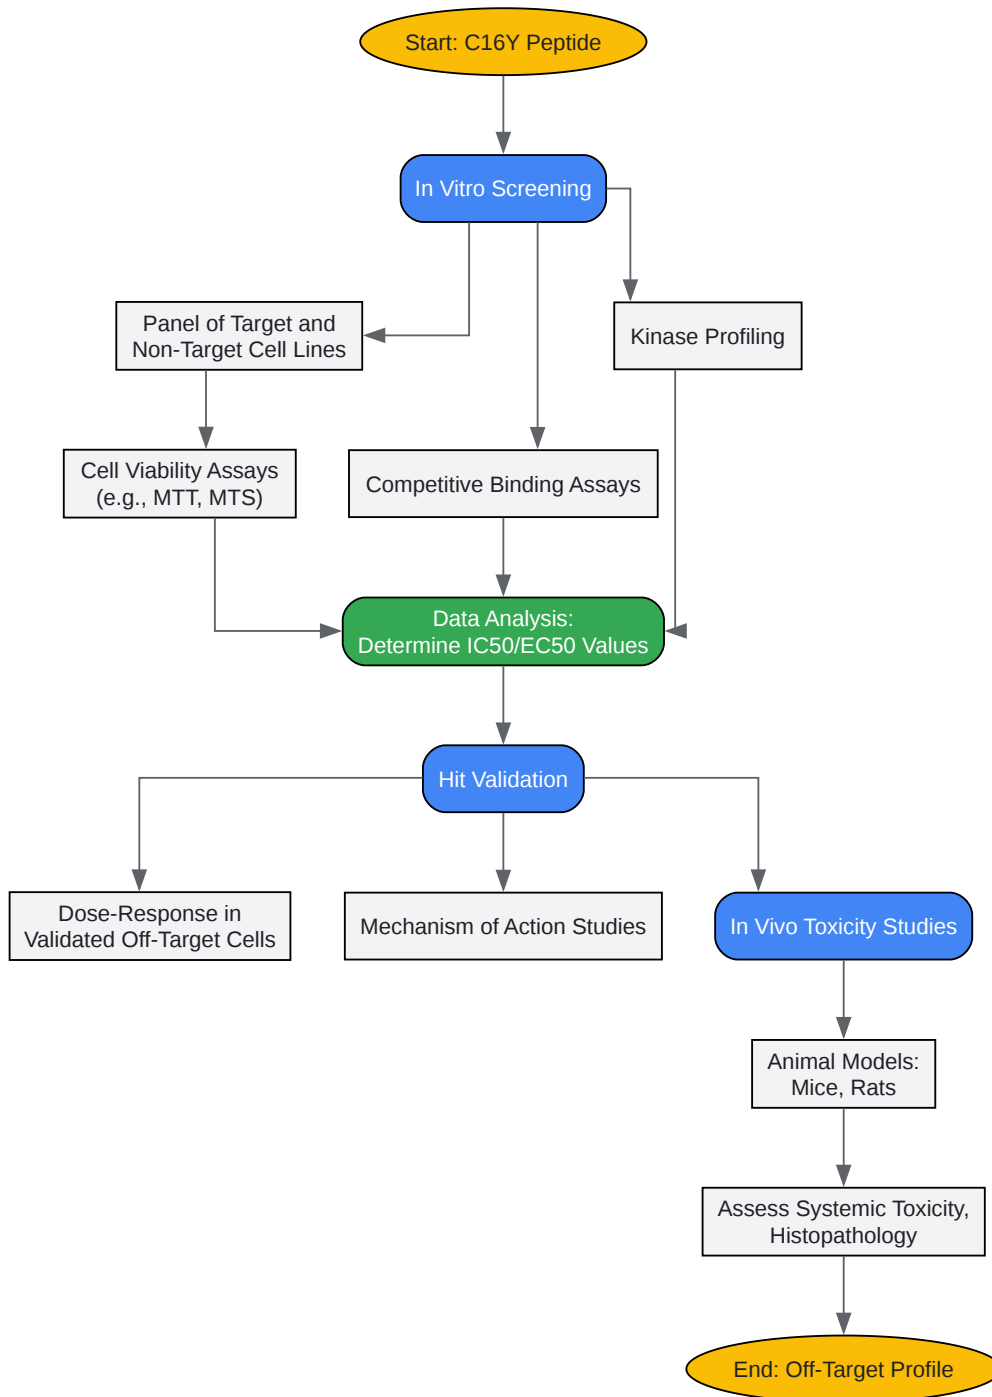 Start: C16Y Peptide
In Vitro Screening
Panel of Target and
Non-Target Cell Lines
Kinase Profiling
Cell Viability Assays
(e.g., MTT, MTS)
Competitive Binding Assays
Data Analysis:
Determine IC50/EC50 Values
Hit Validation
Dose-Response in
Validated Off-Target Cells
Mechanism of Action Studies
In Vivo Toxicity Studies
Animal Models:
Mice, Rats
Assess Systemic Toxicity,
Histopathology
End: Off-Target Profile